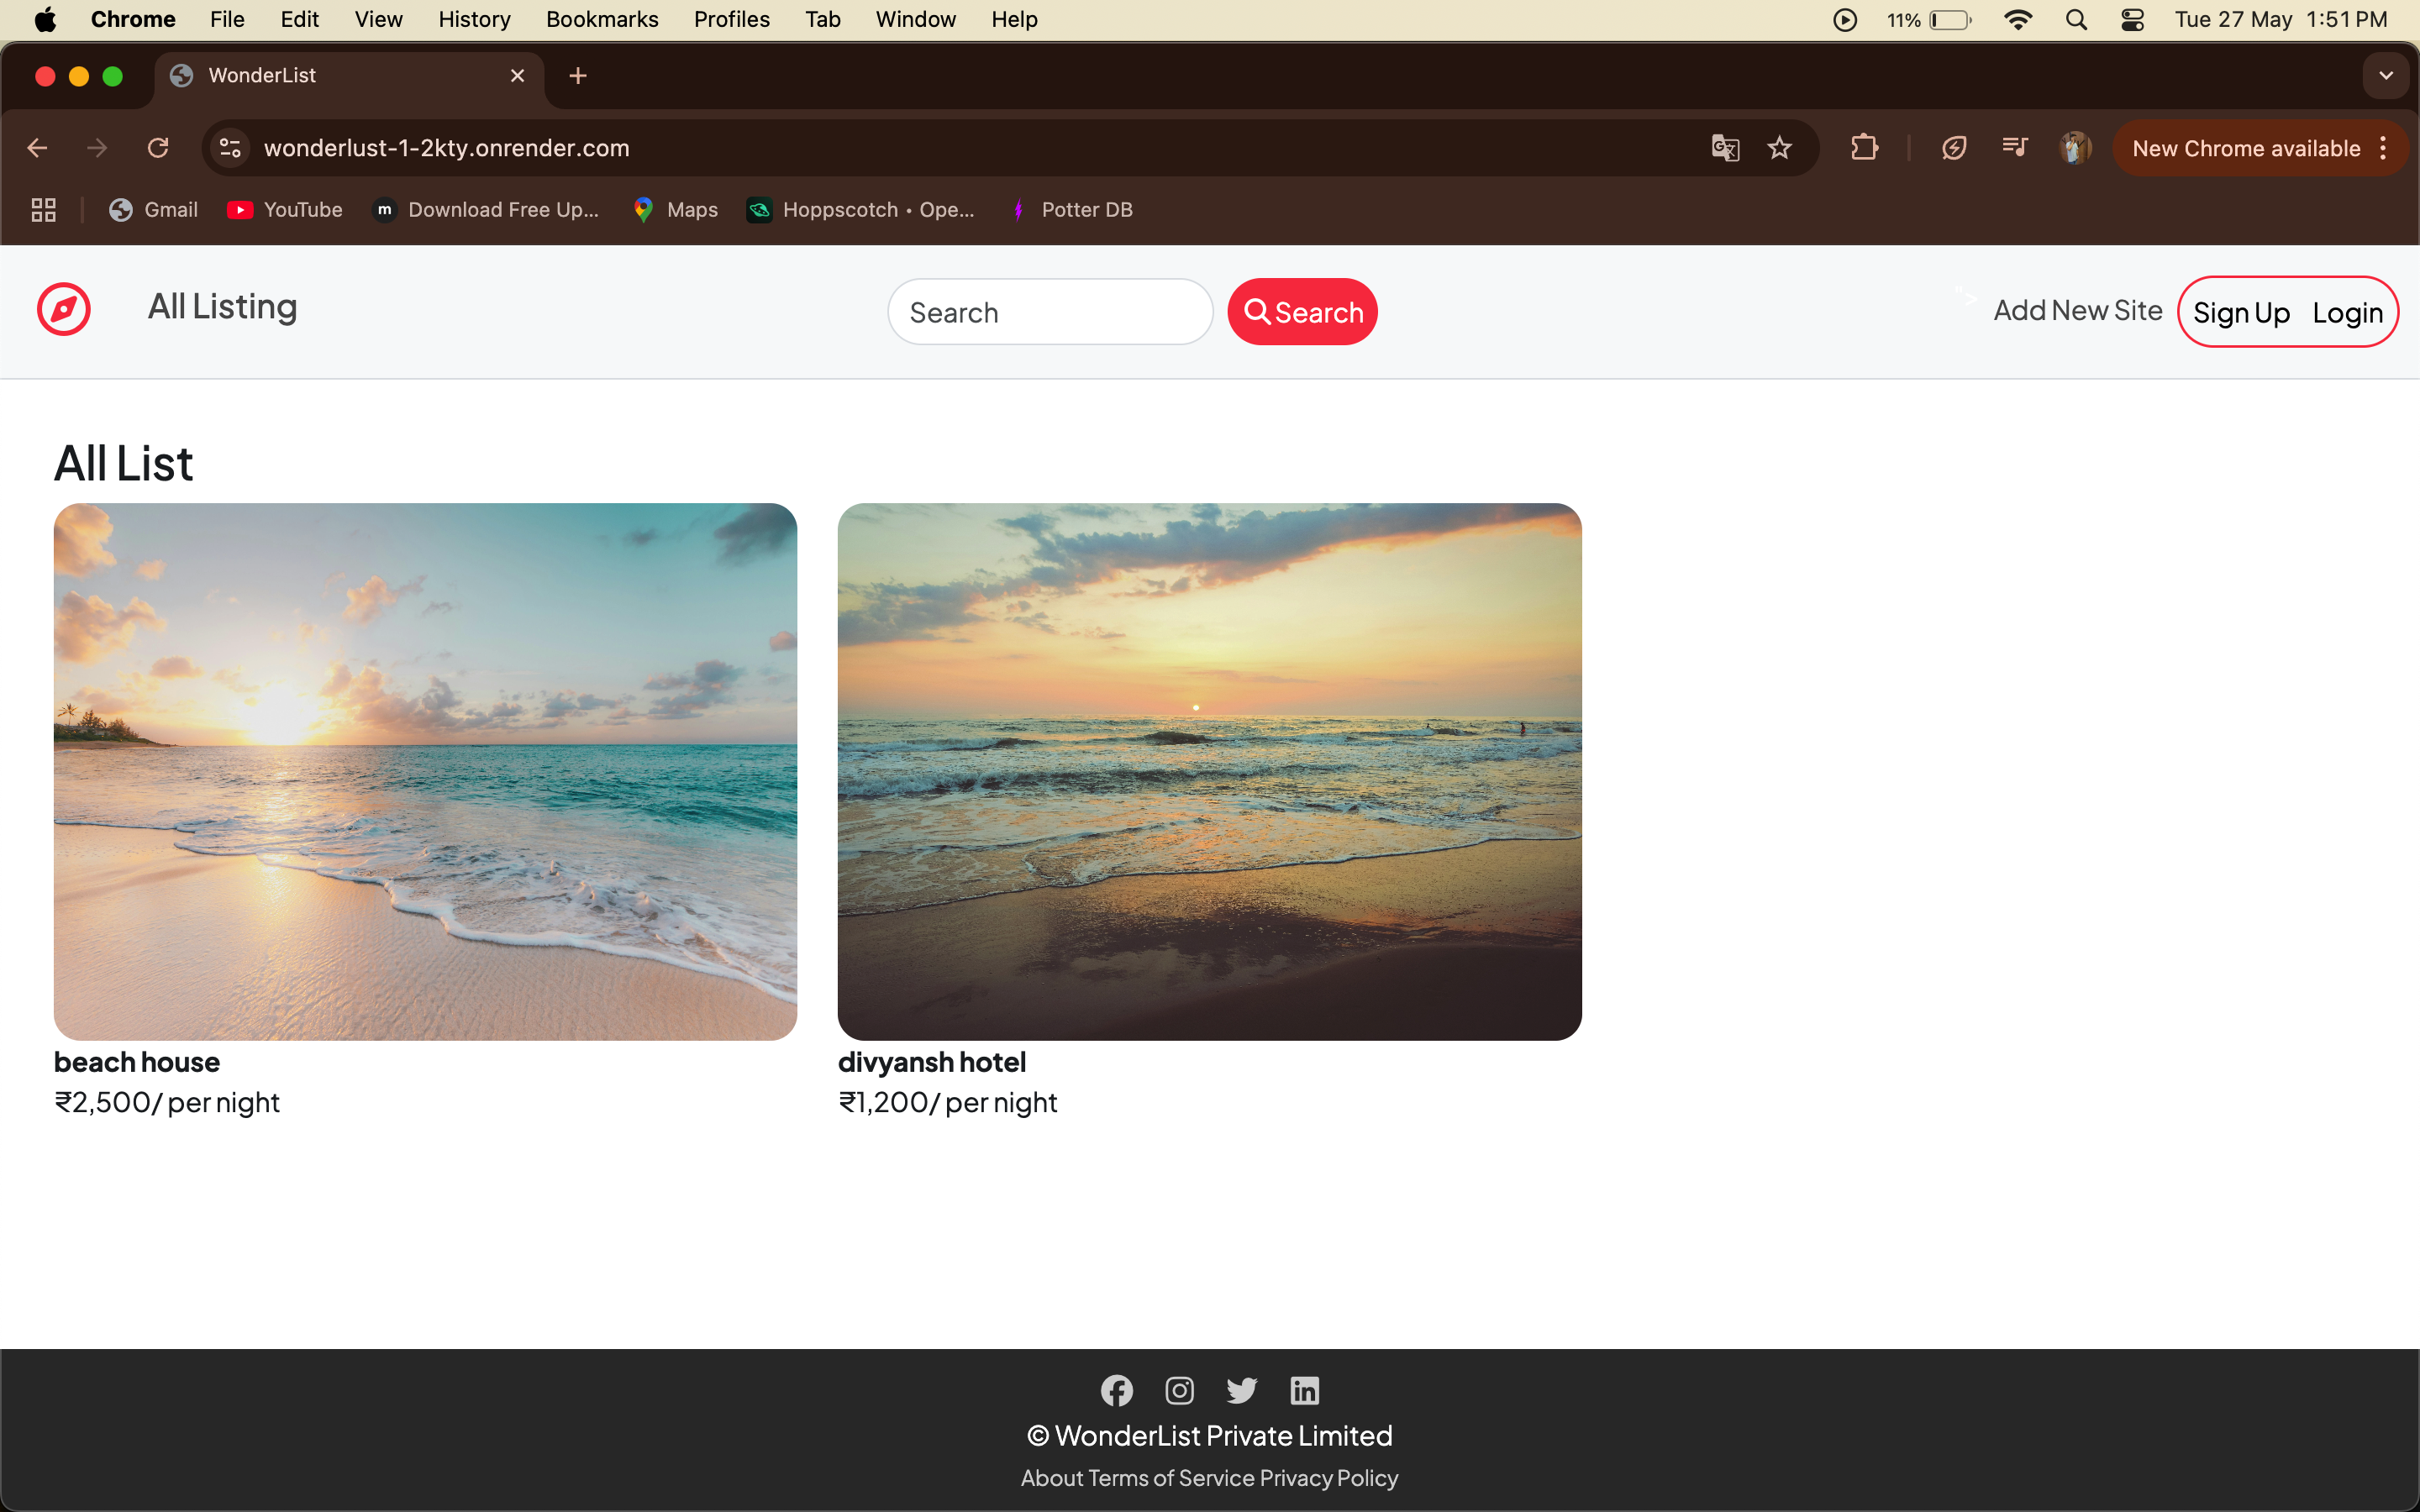 Chrome File Edit View History Bookmarks Profiles Tab Window Help 11% Tue 27 May 1:51 PM
WonderList
wonderlust-1-2kty.onrender.com New Chrome available
Gmail YouTube m Download Free Up... Maps Hoppscotch • Ope... Potter DB
All Listing Search Search "> Add New Site Sign Up Login
All List
beach house
₹2,500/ per night
divyansh hotel
₹1,200/ per night
© WonderList Private Limited
About Terms of Service Privacy Policy